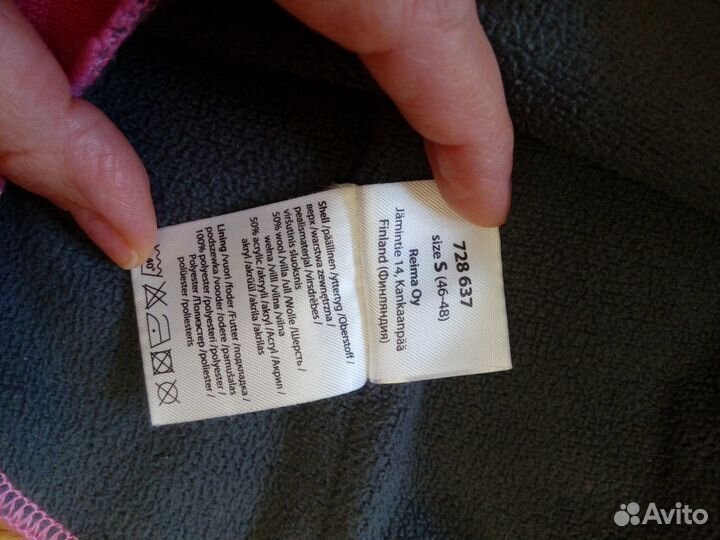 728 637
size S (46-48)
Reima Oy
Jämintie 14, Kankaanpää
Finland (Финляндия)
Shell /päällinen /yttertyg /Oberstoff /
верх /warstwa zewnętrzna /
pealismaterjal /virsdrēbes /
viršutinis sluoksnis
50% wool /villa /ull /Wolle /Шерсть /
wełna /vill /vilna /vilna
50% acrylic /akryyli /akryl /Acryl /Акрил /
akryl /akrüül /akrila /akrilas
Lining /vuori /foder /Futter /подкладка /
podszewka /vooder /odere /pamušalas
100% polyester /polyesteri /polyester /
Polyester /Полиэстер /poliester /
polüester /poliesteris
40°
Avito